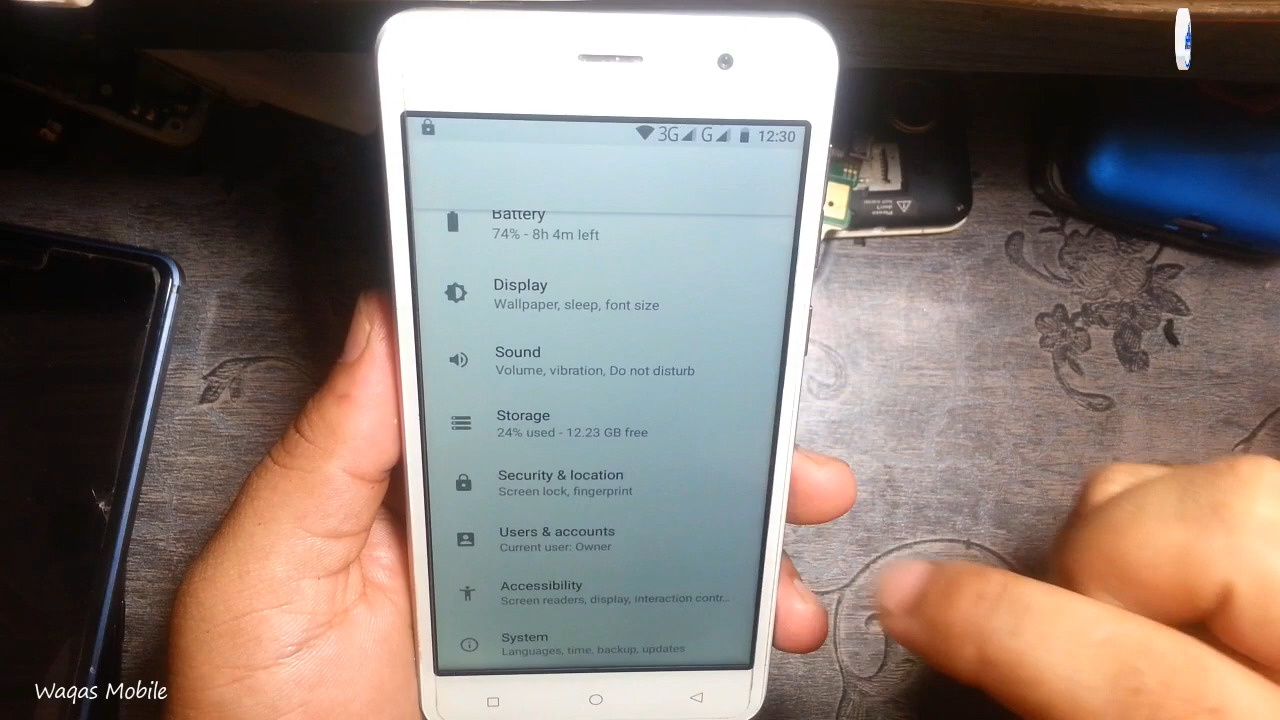 3G G 12:30
Battery
74% - 8h 4m left
Display
Wallpaper, sleep, font size
Sound
Volume, vibration, Do not disturb
Storage
24% used - 12.23 GB free
Security & location
Screen lock, fingerprint
Users & accounts
Current user: Owner
Accessibility
Screen readers, display, interaction contr...
System
Languages, time, backup, updates
Waqas Mobile